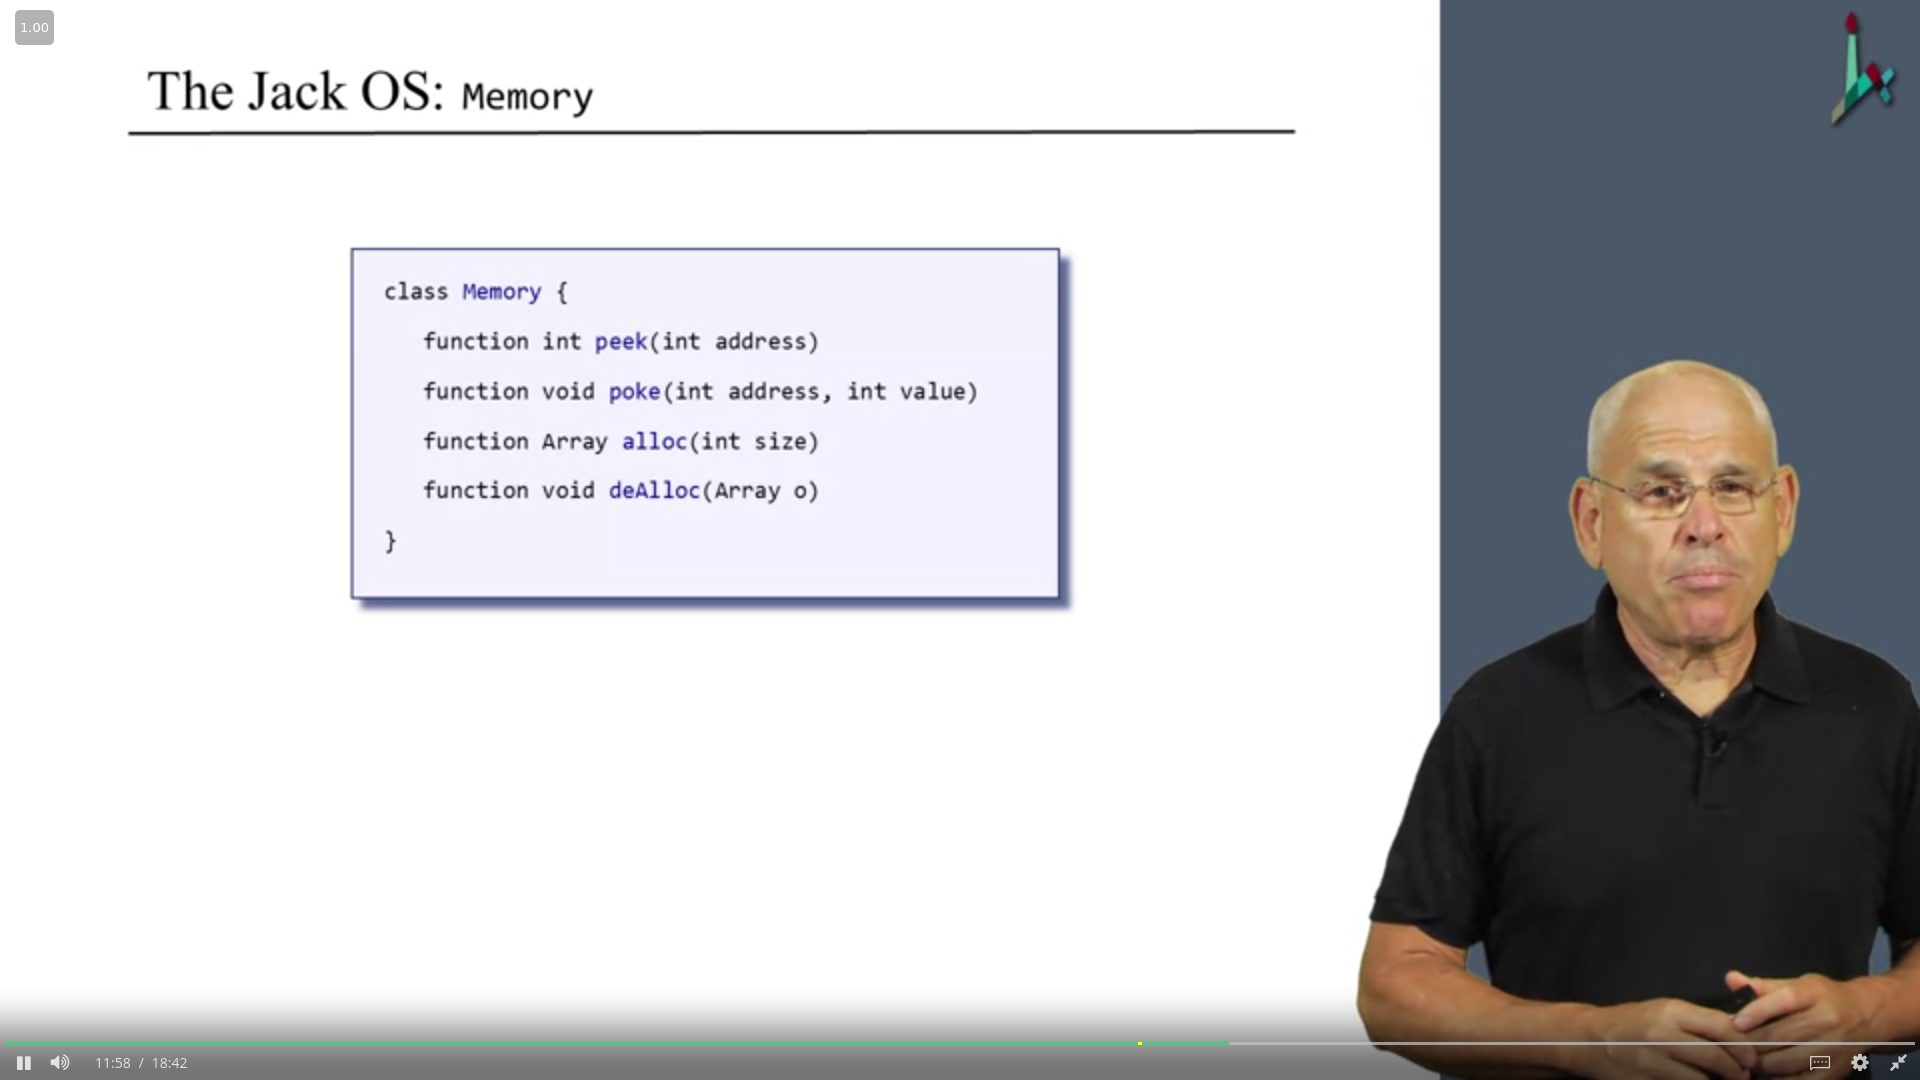 1.00
The Jack OS: Memory
class Memory {
function int peek(int address)
function void poke(int address, int value)
function Array alloc(int size)
function void deAlloc(Array o)
}
11:58 / 18:42